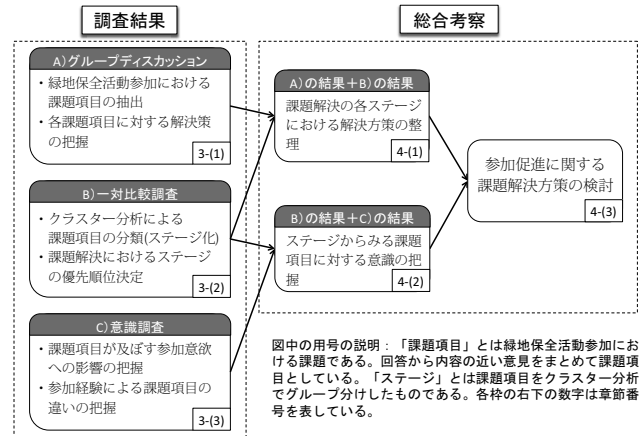 調査結果
総合考察
A)グループディスカッション
・緑地保全活動参加における
課題項目の抽出
・各課題項目に対する解決策
の把握
3-(1)
B)一対比較調査
・クラスター分析による
課題項目の分類(ステージ化)
・課題解決におけるステージ
の優先順位決定
3-(2)
C)意識調査
・課題項目が及ぼす参加意欲
への影響の把握
・参加経験による課題項目の
違いの把握
3-(3)
A)の結果+B)の結果
課題解決の各ステージ
における解決方策の整
理
4-(1)
B)の結果+C)の結果
ステージからみる課題
項目に対する意識の把
握
4-(2)
参加促進に関する
課題解決方策の検討
4-(3)
図中の用号の説明:「課題項目」とは緑地保全活動参加にお
ける課題である。回答から内容の近い意見をまとめて課題項
目としている。「ステージ」とは課題項目をクラスター分析
でグループ分けしたものである。各枠の右下の数字は章節番
号を表している。